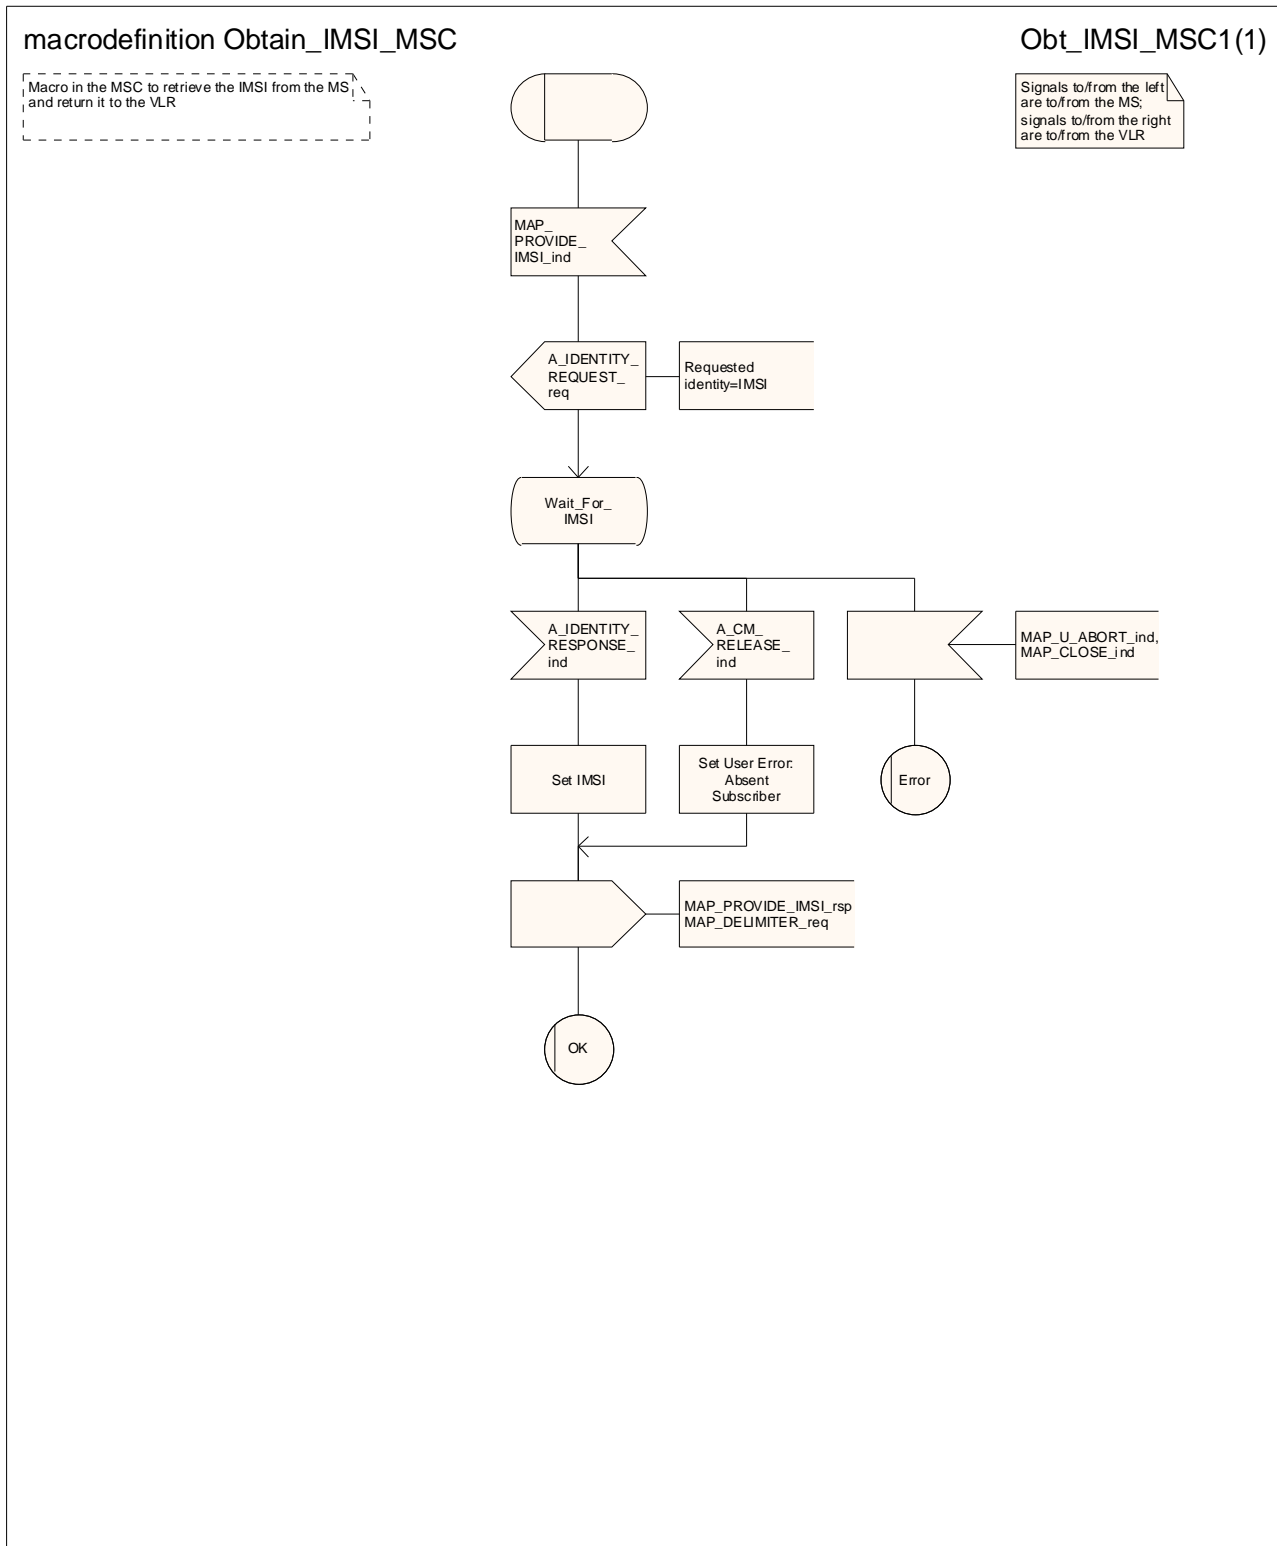 macrodefinition Obtain_IMSI_MSC
Obt_IMSI_MSC1(1)
Macro in the MSC to retrieve the IMSI from the MS
and return it to the VLR
Signals to/from the left
are to/from the MS;
signals to/from the right
are to/from the VLR
MAP_
PROVIDE_
IMSI_ind
A_IDENTITY_
REQUEST_
req
Requested
identity=IMSI
Wait_For_
IMSI
A_IDENTITY_
RESPONSE_
ind
A_CM_
RELEASE_
ind
MAP_U_ABORT_ind,
MAP_CLOSE_ind
Set IMSI
Set User Error:
Absent
Subscriber
Error
MAP_PROVIDE_IMSI_rsp
MAP_DELIMITER_req
OK